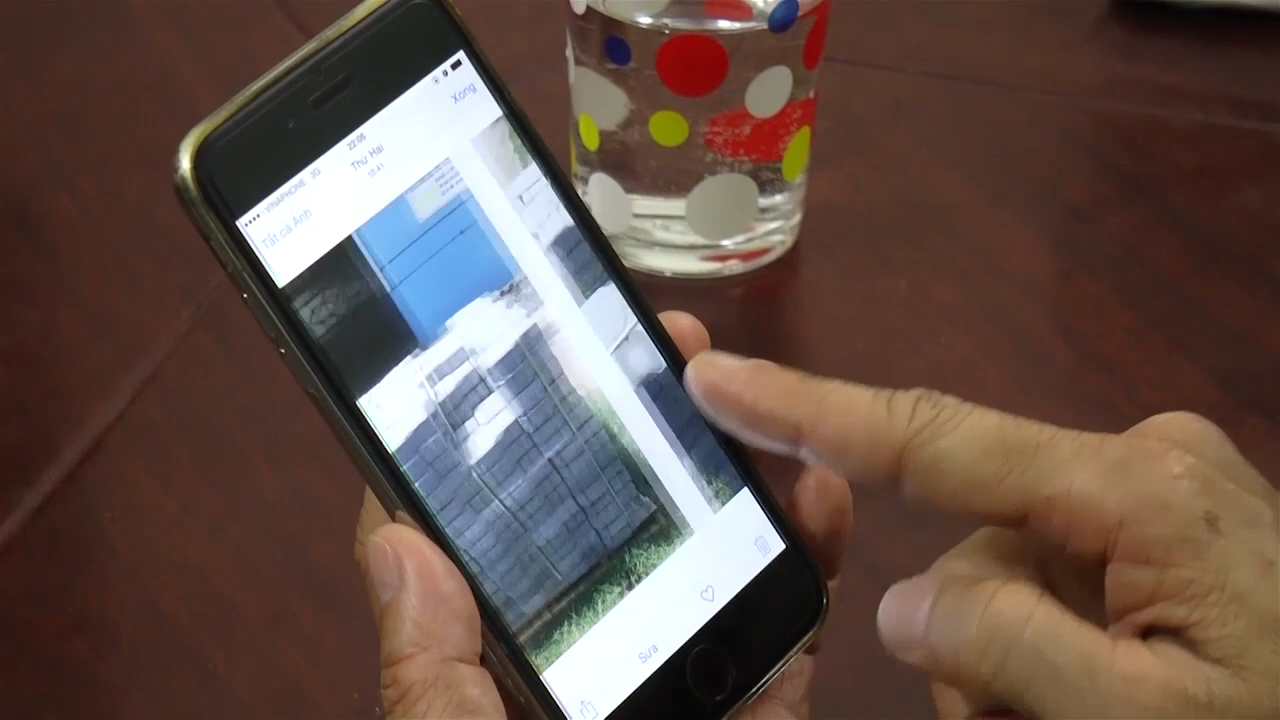 VINAPHONE 3G
22:05
Tất cả Ảnh
Thứ Hai
10:41
Xong
Sửa